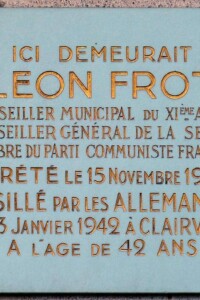 ICI DEMEURAIT
LEON FROT
SEILLER MUNICIPAL DU XIÈME A
SEILLER GÉNÉRAL DE LA SE
BRE DU PARTI COMMUNISTE FRA
RÊTÉ LE 15 NOVEMBRE 19
SILLÉ PAR LES ALLEMAN
3 JANVIER 1942 À CLAIRV
A L'AGE DE 42 ANS